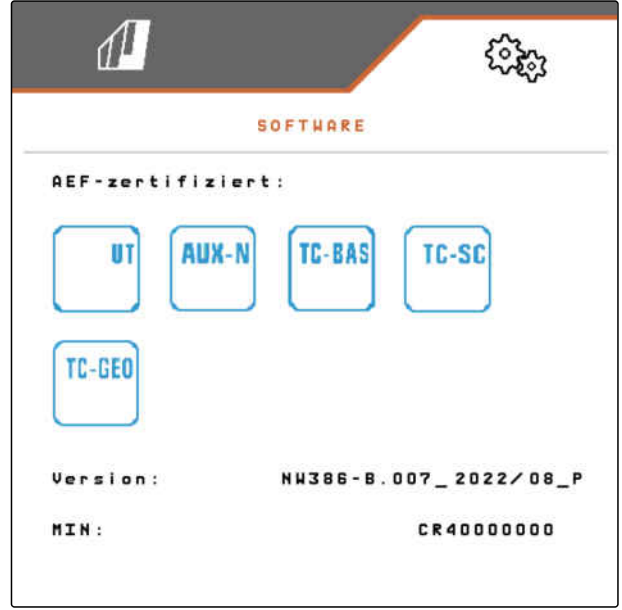 SOFTWARE
AEF-zertifiziert:
UT AUX-N TC-BAS TC-SC
TC-GEO
Version: NW386-B.007_2022/08_P
MIN: CR40000000